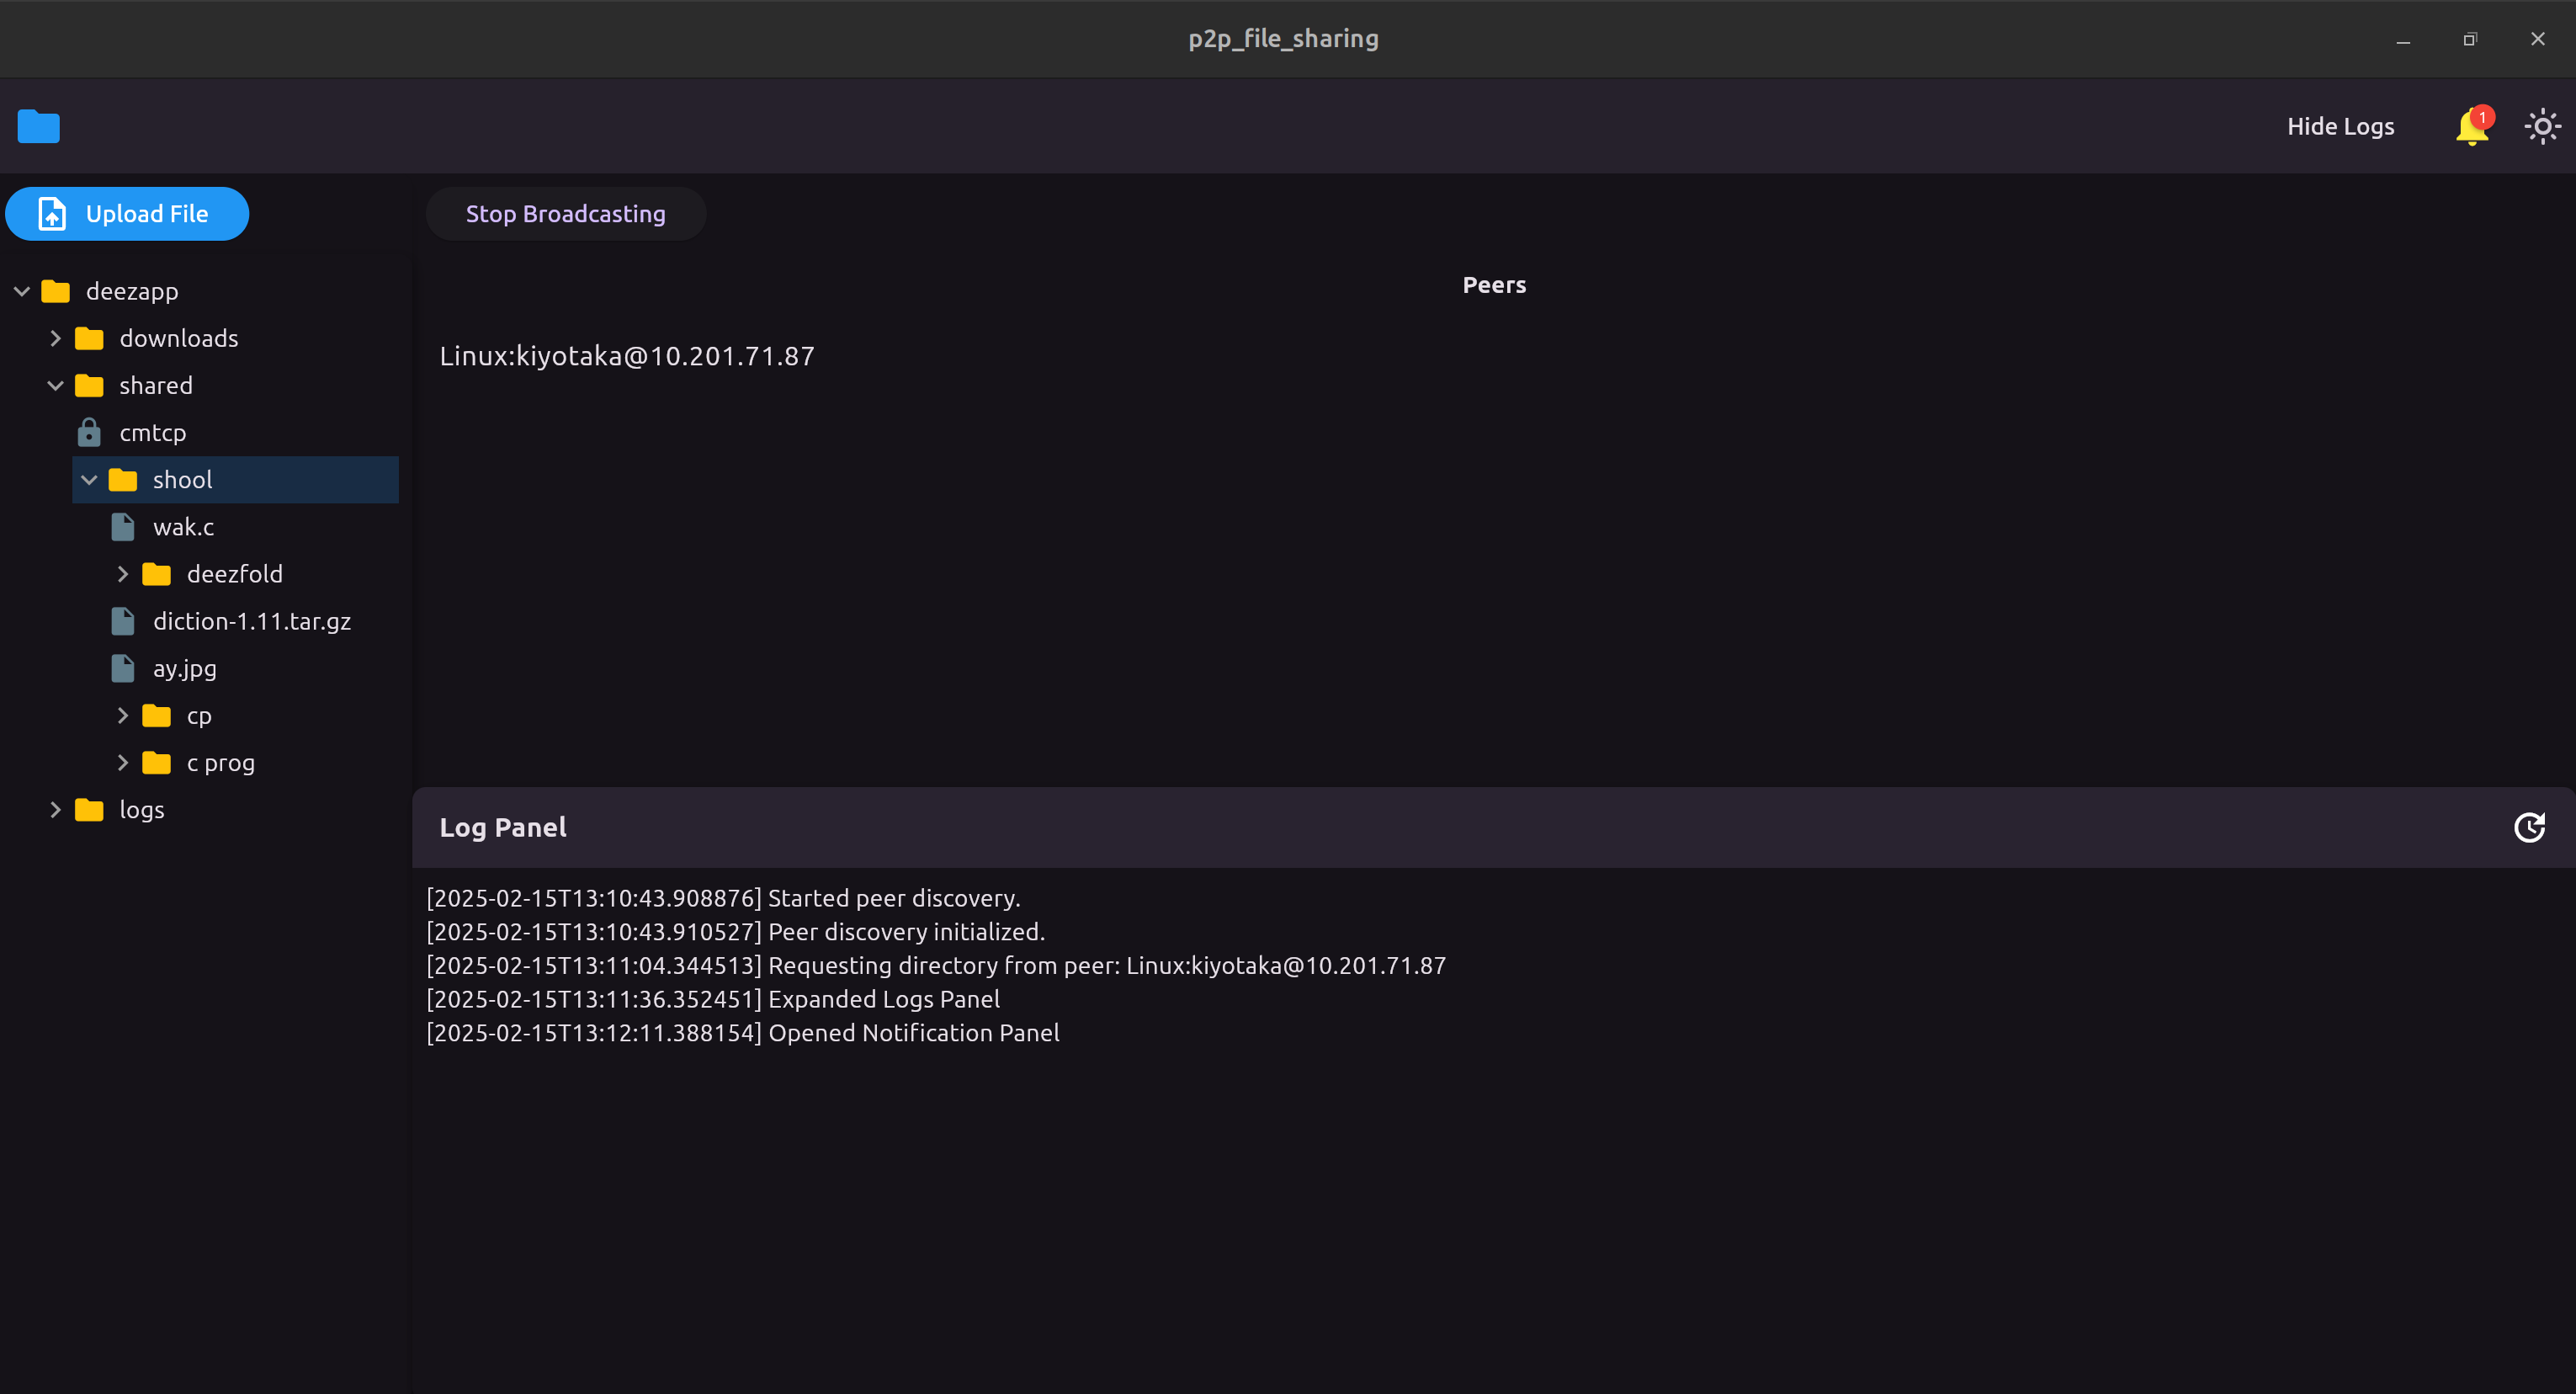 p2p_file_sharing
Hide Logs
1
Upload File
Stop Broadcasting
deezapp
downloads
shared
cmtcp
shool
wak.c
deezfold
diction-1.11.tar.gz
ay.jpg
cp
c prog
logs
Peers
Linux:kiyotaka@10.201.71.87
Log Panel
[2025-02-15T13:10:43.908876] Started peer discovery.
[2025-02-15T13:10:43.910527] Peer discovery initialized.
[2025-02-15T13:11:04.344513] Requesting directory from peer: Linux:kiyotaka@10.201.71.87
[2025-02-15T13:11:36.352451] Expanded Logs Panel
[2025-02-15T13:12:11.388154] Opened Notification Panel